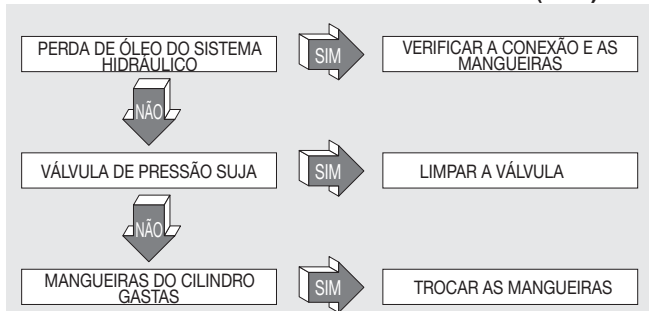 PERDA DE ÓLEO DO SISTEMA
HIDRÁULICO
SIM
VERIFICAR A CONEXÃO E AS
MANGUEIRAS
NÃO
VÁLVULA DE PRESSÃO SUJA
SIM
LIMPAR A VÁLVULA
NÃO
MANGUEIRAS DO CILINDRO
GASTAS
SIM
TROCAR AS MANGUEIRAS